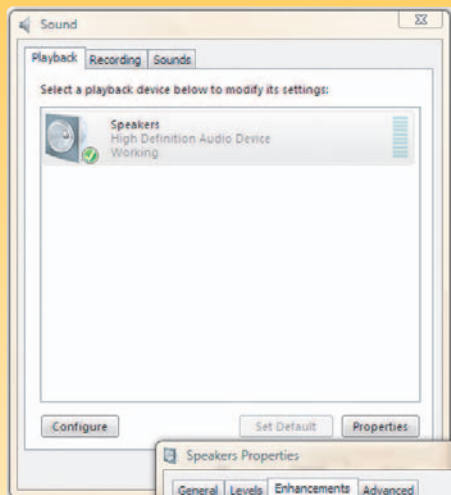 Sound
Playback Recording Sounds
Select a playback device below to modify its settings:
Speakers
High Definition Audio Device
Working
Configure Set Default Properties
Speakers Properties
General Levels Enhancements Advanced